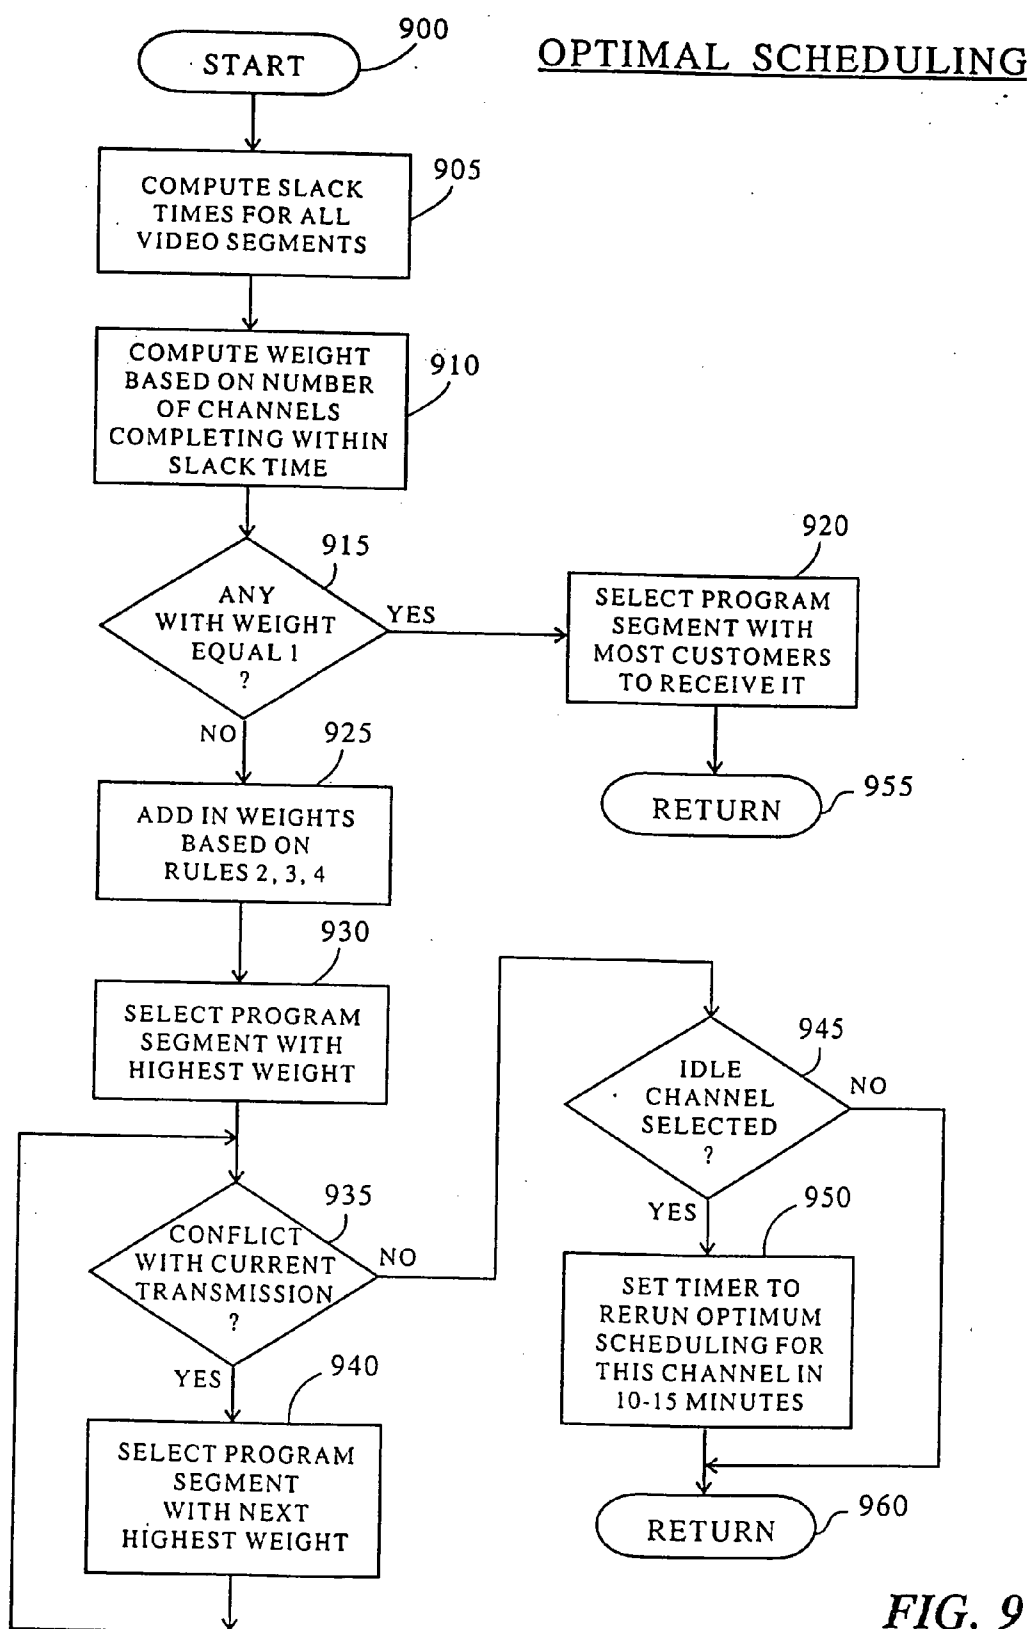 OPTIMAL SCHEDULING
900
START
905
COMPUTE SLACK
TIMES FOR ALL
VIDEO SEGMENTS
910
COMPUTE WEIGHT
BASED ON NUMBER
OF CHANNELS
COMPLETING WITHIN
SLACK TIME
915
ANY
WITH WEIGHT
EQUAL 1
?
YES
NO
920
SELECT PROGRAM
SEGMENT WITH
MOST CUSTOMERS
TO RECEIVE IT
955
RETURN
925
ADD IN WEIGHTS
BASED ON
RULES 2, 3, 4
930
SELECT PROGRAM
SEGMENT WITH
HIGHEST WEIGHT
935
CONFLICT
WITH CURRENT
TRANSMISSION
?
NO
YES
940
SELECT PROGRAM
SEGMENT
WITH NEXT
HIGHEST WEIGHT
945
IDLE
CHANNEL
SELECTED
?
NO
YES
950
SET TIMER TO
RERUN OPTIMUM
SCHEDULING FOR
THIS CHANNEL IN
10-15 MINUTES
960
RETURN
FIG. 9